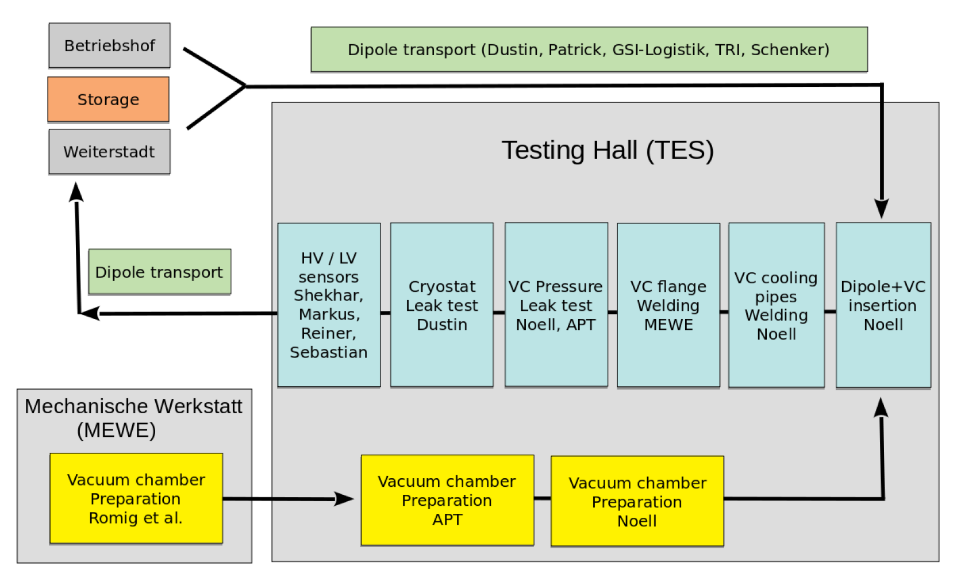 Betriebshof
Storage
Weiterstadt
Dipole transport (Dustin, Patrick, GSI-Logistik, TRI, Schenker)
Testing Hall (TES)
Dipole transport
HV / LV
sensors
Shekhar,
Markus,
Reiner,
Sebastian
Cryostat
Leak test
Dustin
VC Pressure
Leak test
Noell, APT
VC flange
Welding
MEWE
VC cooling
pipes
Welding
Noell
Dipole+VC
insertion
Noell
Mechanische Werkstatt
(MEWE)
Vacuum chamber
Preparation
Romig et al.
Vacuum chamber
Preparation
APT
Vacuum chamber
Preparation
Noell